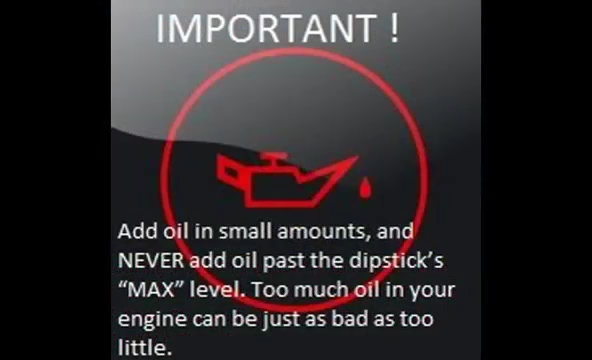 IMPORTANT !
Add oil in small amounts, and
NEVER add oil past the dipstick's
“MAX” level. Too much oil in your
engine can be just as bad as too
little.